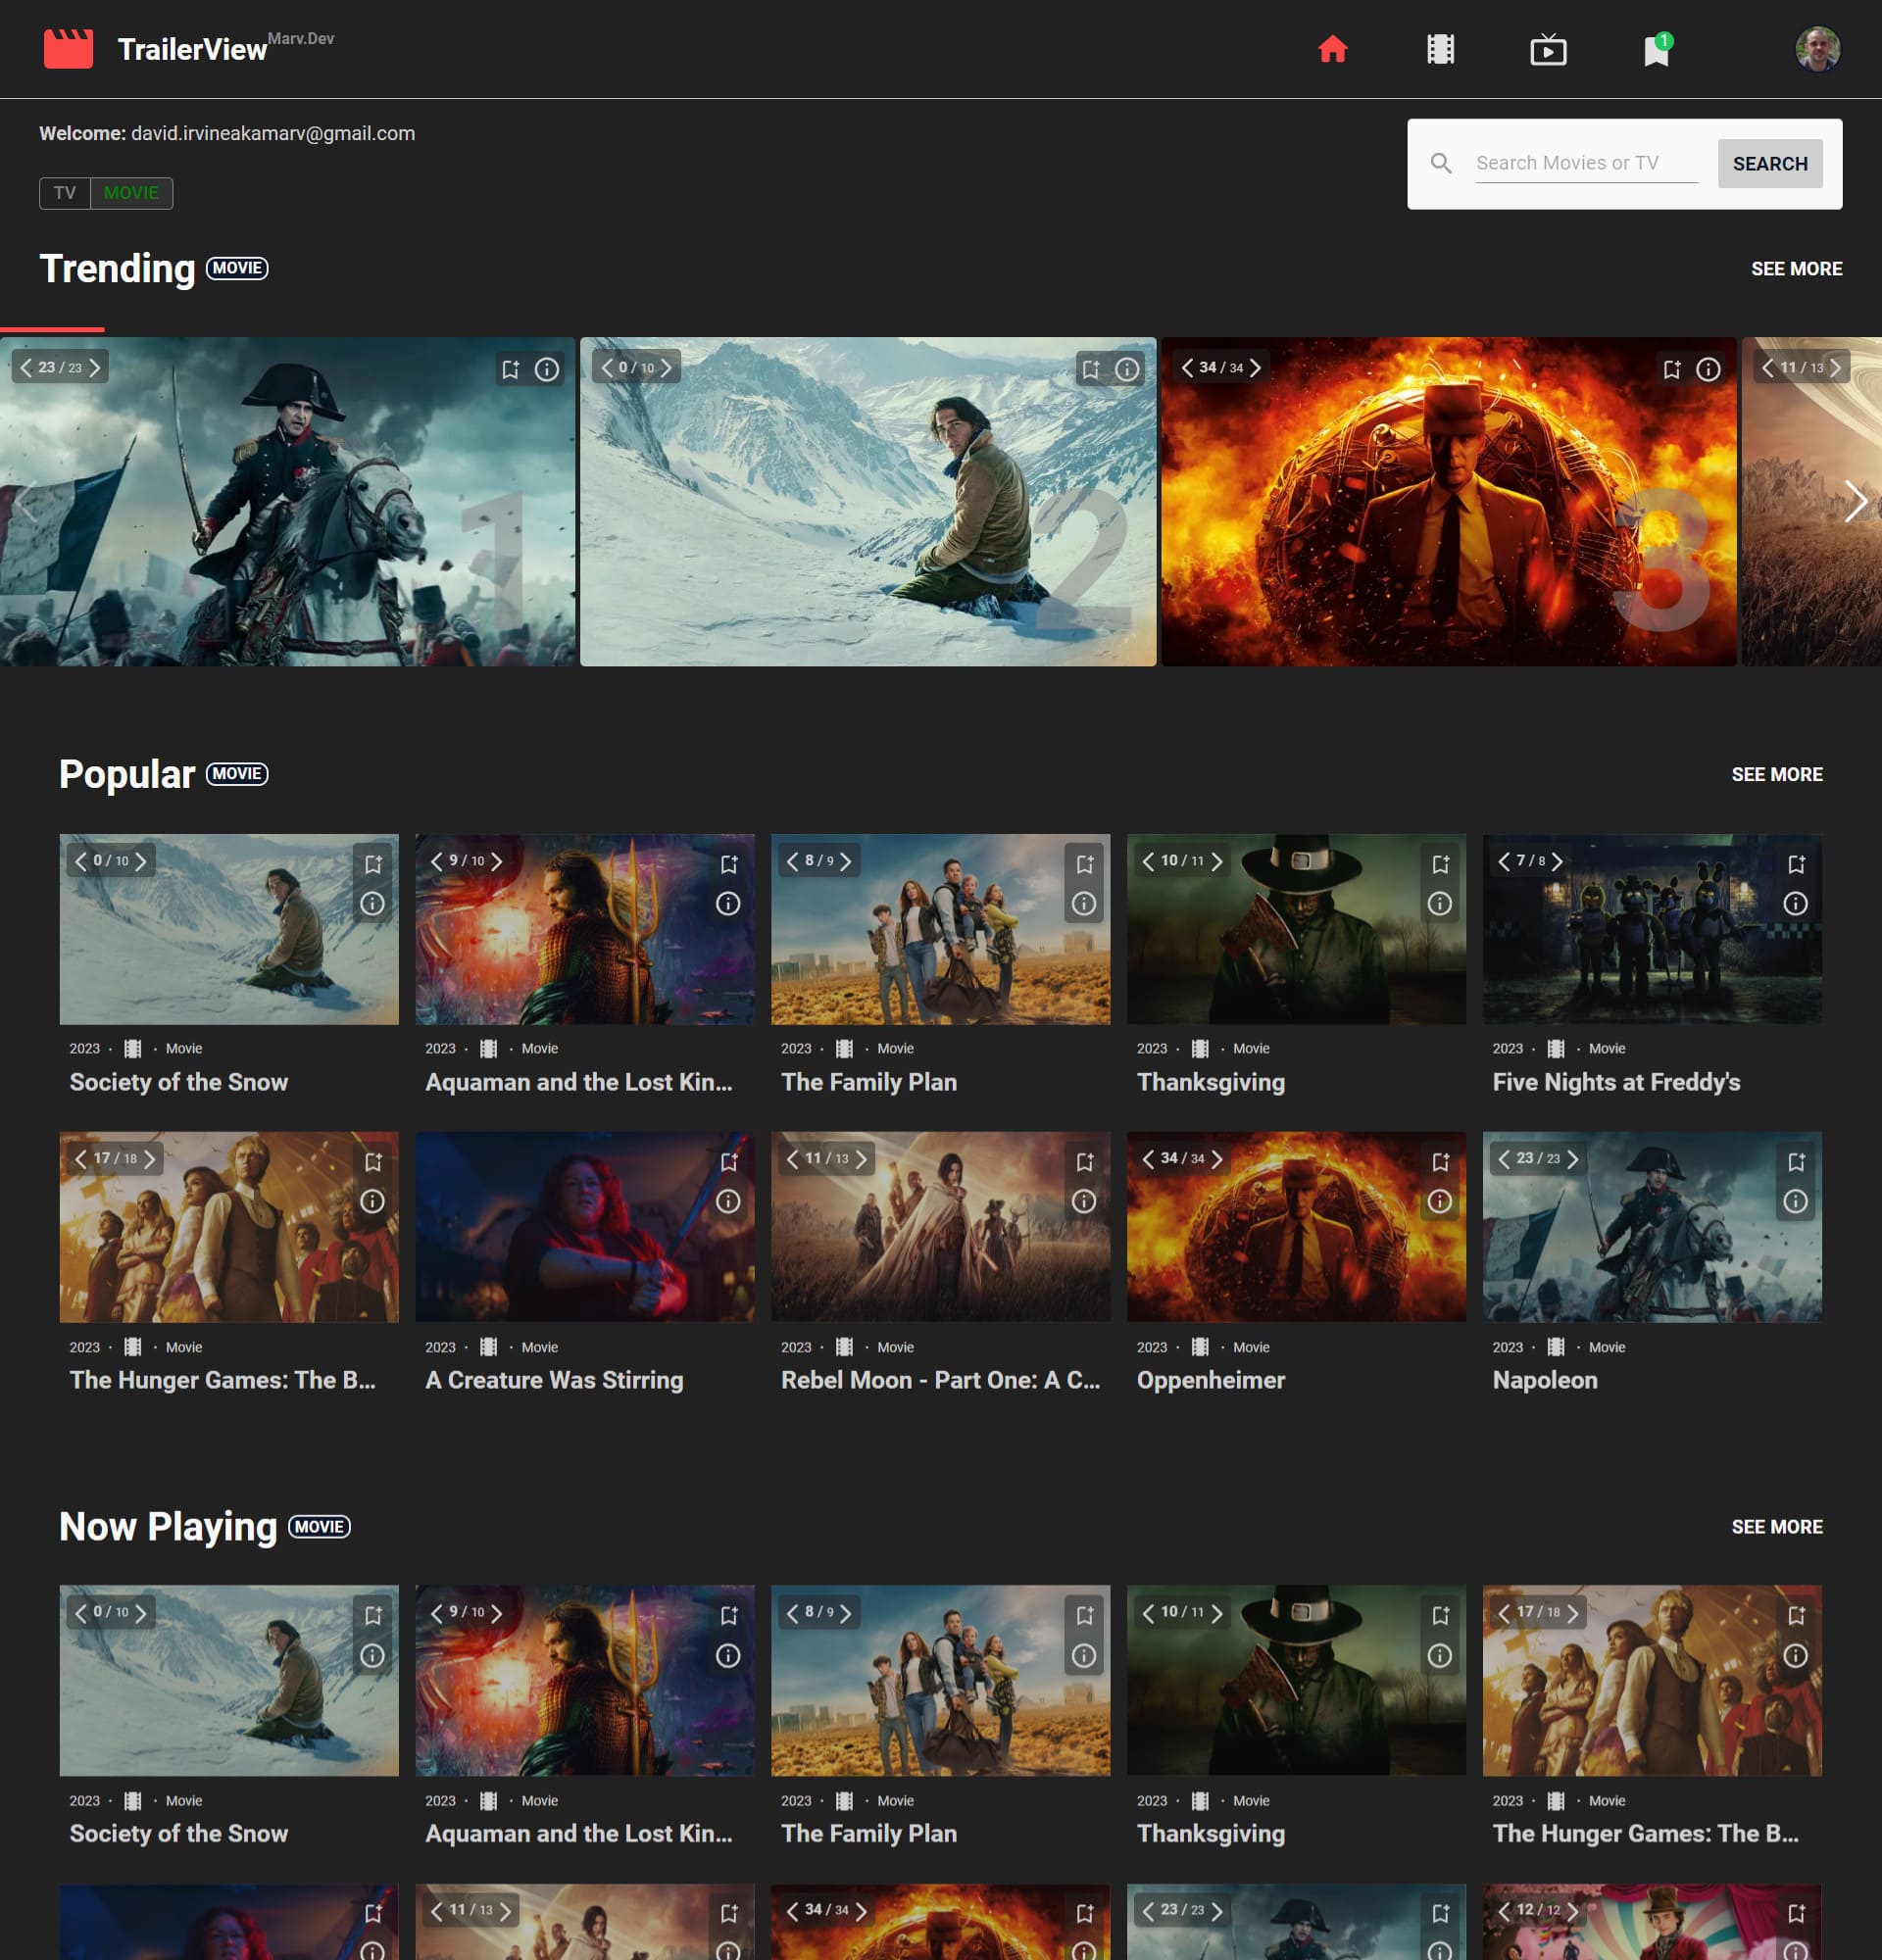 TrailerView Marv.Dev
1
Welcome: david.irvineakamarv@gmail.com
Search Movies or TV
SEARCH
TV MOVIE
Trending MOVIE
SEE MORE
23 / 23
0 / 10
34 / 34
11 / 13
1
2
3
Popular MOVIE
SEE MORE
0 / 10
9 / 10
8 / 9
10 / 11
7 / 8
2023 · · Movie
2023 · · Movie
2023 · · Movie
2023 · · Movie
2023 · · Movie
Society of the Snow
Aquaman and the Lost Kin...
The Family Plan
Thanksgiving
Five Nights at Freddy's
17 / 18
11 / 13
34 / 34
23 / 23
2023 · · Movie
2023 · · Movie
2023 · · Movie
2023 · · Movie
2023 · · Movie
The Hunger Games: The B...
A Creature Was Stirring
Rebel Moon - Part One: A C...
Oppenheimer
Napoleon
Now Playing MOVIE
SEE MORE
0 / 10
9 / 10
8 / 9
10 / 11
17 / 18
2023 · · Movie
2023 · · Movie
2023 · · Movie
2023 · · Movie
2023 · · Movie
Society of the Snow
Aquaman and the Lost Kin...
The Family Plan
Thanksgiving
The Hunger Games: The B...
11 / 13
34 / 34
23 / 23
12 / 12